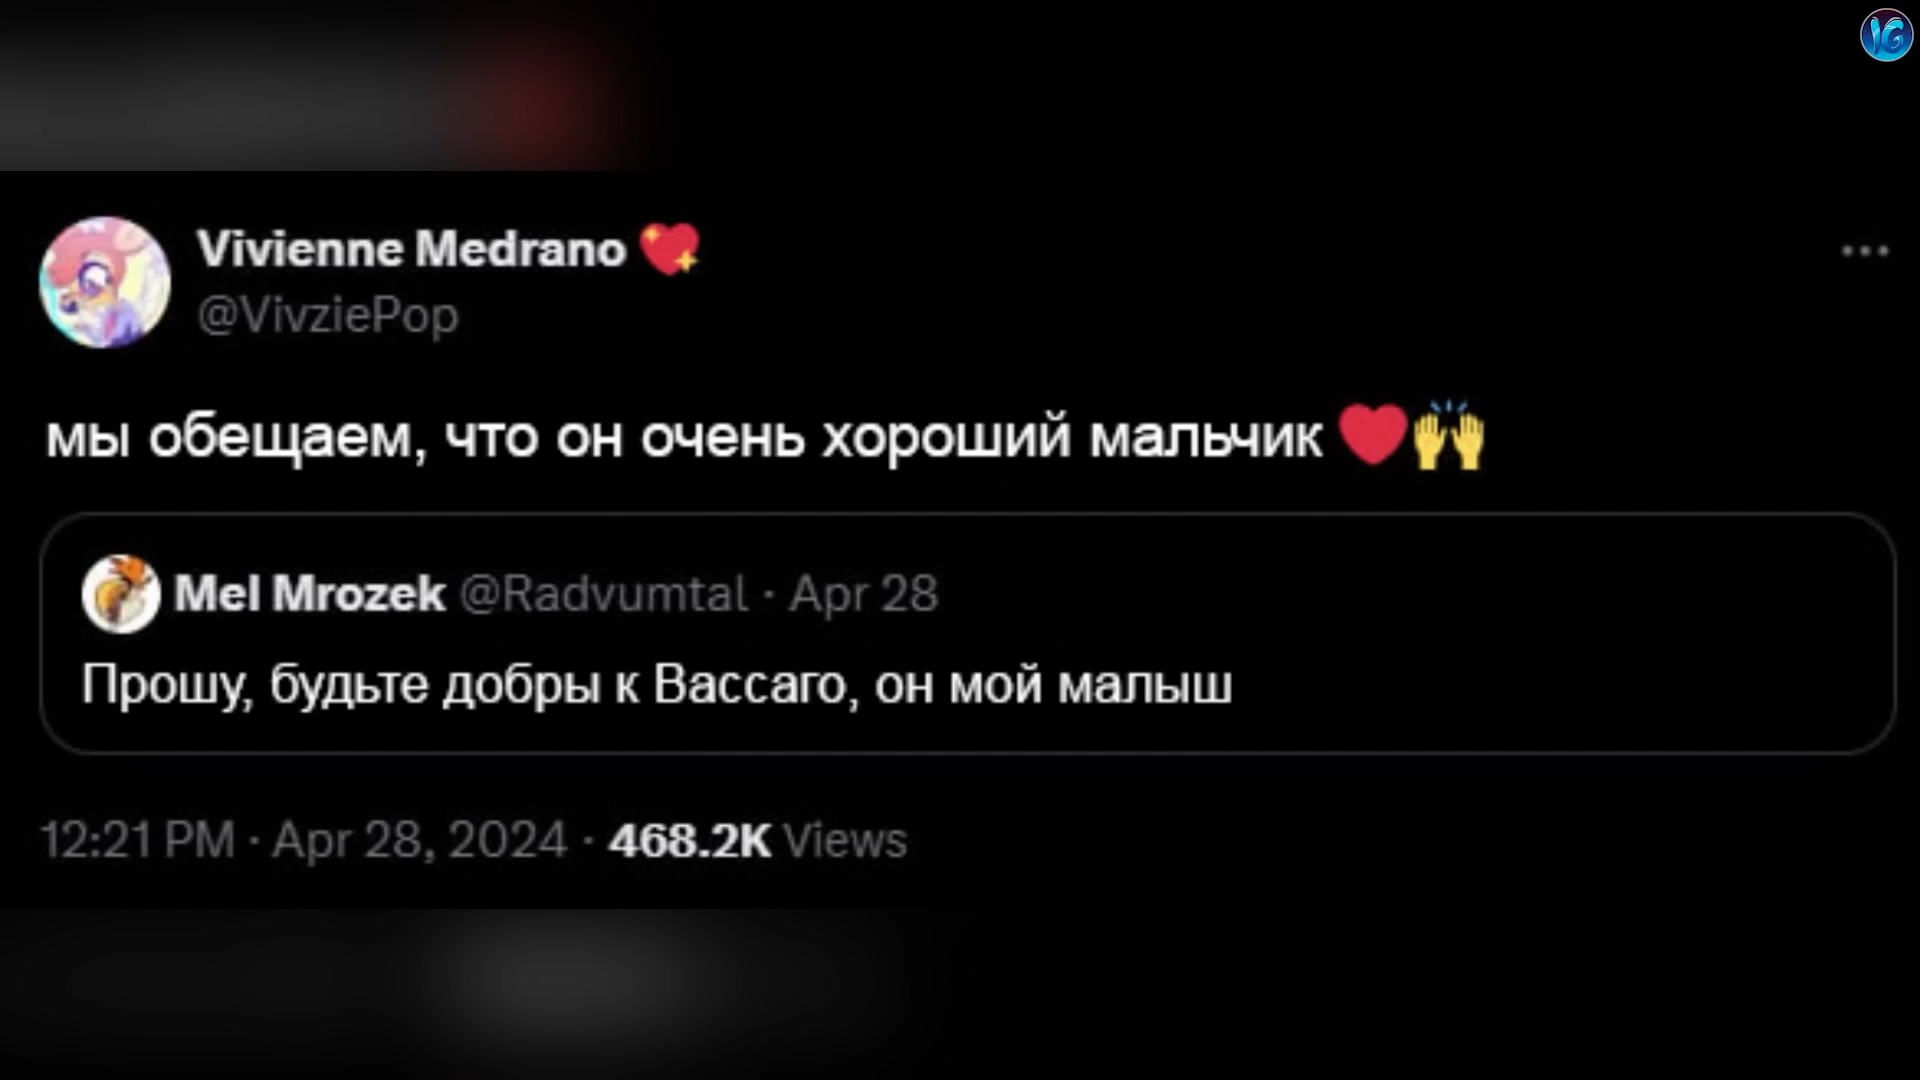 VG
Vivienne Medrano 💖
@VivziePop
мы обещаем, что он очень хороший мальчик ❤️🙌
Mel Mrozek @Radvumtal · Apr 28
Прошу, будьте добры к Вассаго, он мой малыш
12:21 PM · Apr 28, 2024 · 468.2K Views